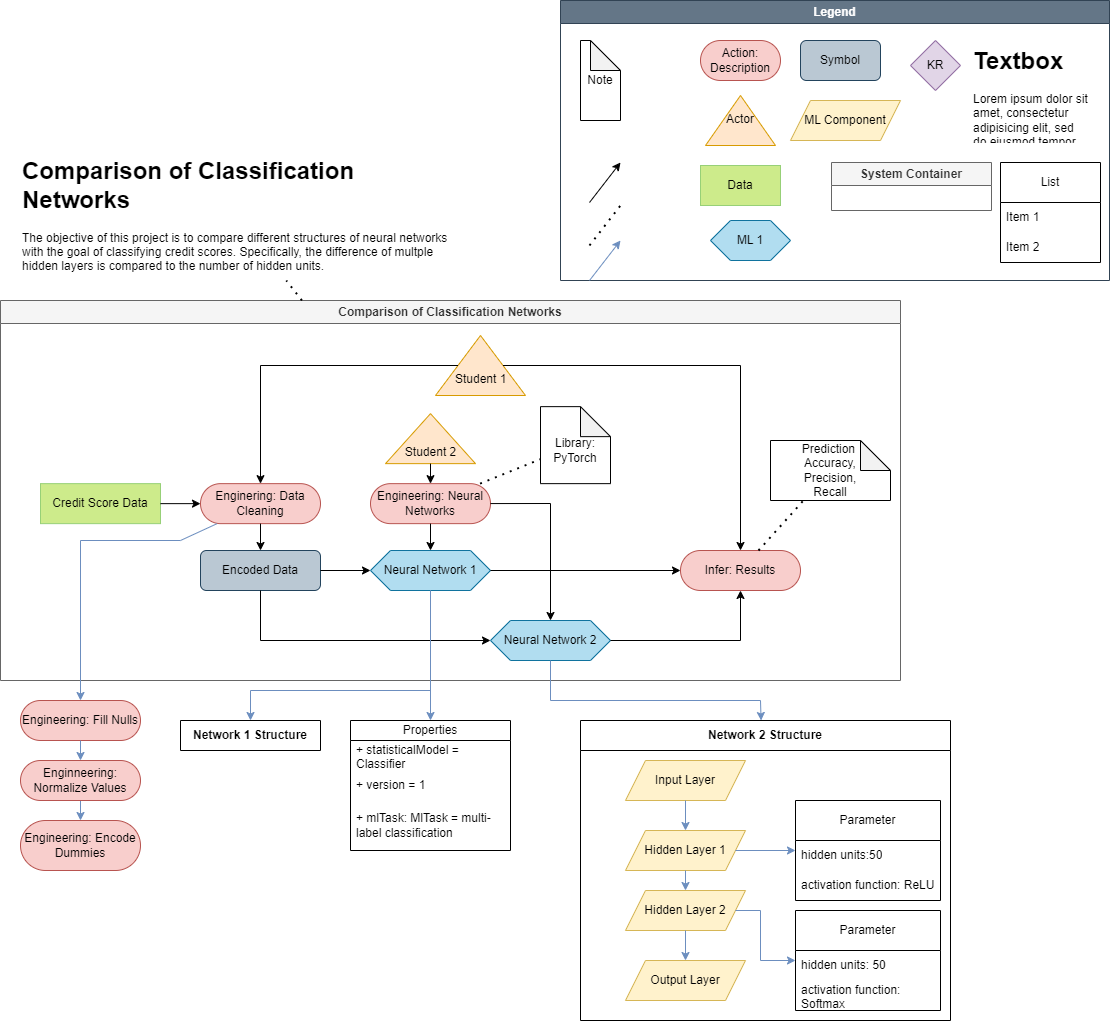 Legend
Note
Action:
Description
Symbol
KR
Textbox
Lorem ipsum dolor sit
amet, consectetur
adipisicing elit, sed
do eiusmod tempor
Actor
ML Component
Data
System Container
List
Item 1
Item 2
ML 1
Comparison of Classification
Networks
The objective of this project is to compare different structures of neural networks
with the goal of classifying credit scores. Specifically, the difference of multple
hidden layers is compared to the number of hidden units.
Comparison of Classification Networks
Student 1
Student 2
Library:
PyTorch
Prediction
Accuracy,
Precision,
Recall
Credit Score Data
Enginering: Data
Cleaning
Engineering: Neural
Networks
Encoded Data
Neural Network 1
Infer: Results
Neural Network 2
Engineering: Fill Nulls
Enginneering:
Normalize Values
Engineering: Encode
Dummies
Network 1 Structure
Properties
+ statisticalModel =
Classifier
+ version = 1
+ mlTask: MlTask = multi-
label classification
Network 2 Structure
Input Layer
Hidden Layer 1
Hidden Layer 2
Output Layer
Parameter
hidden units:50
activation function: ReLU
Parameter
hidden units: 50
activation function:
Softmax